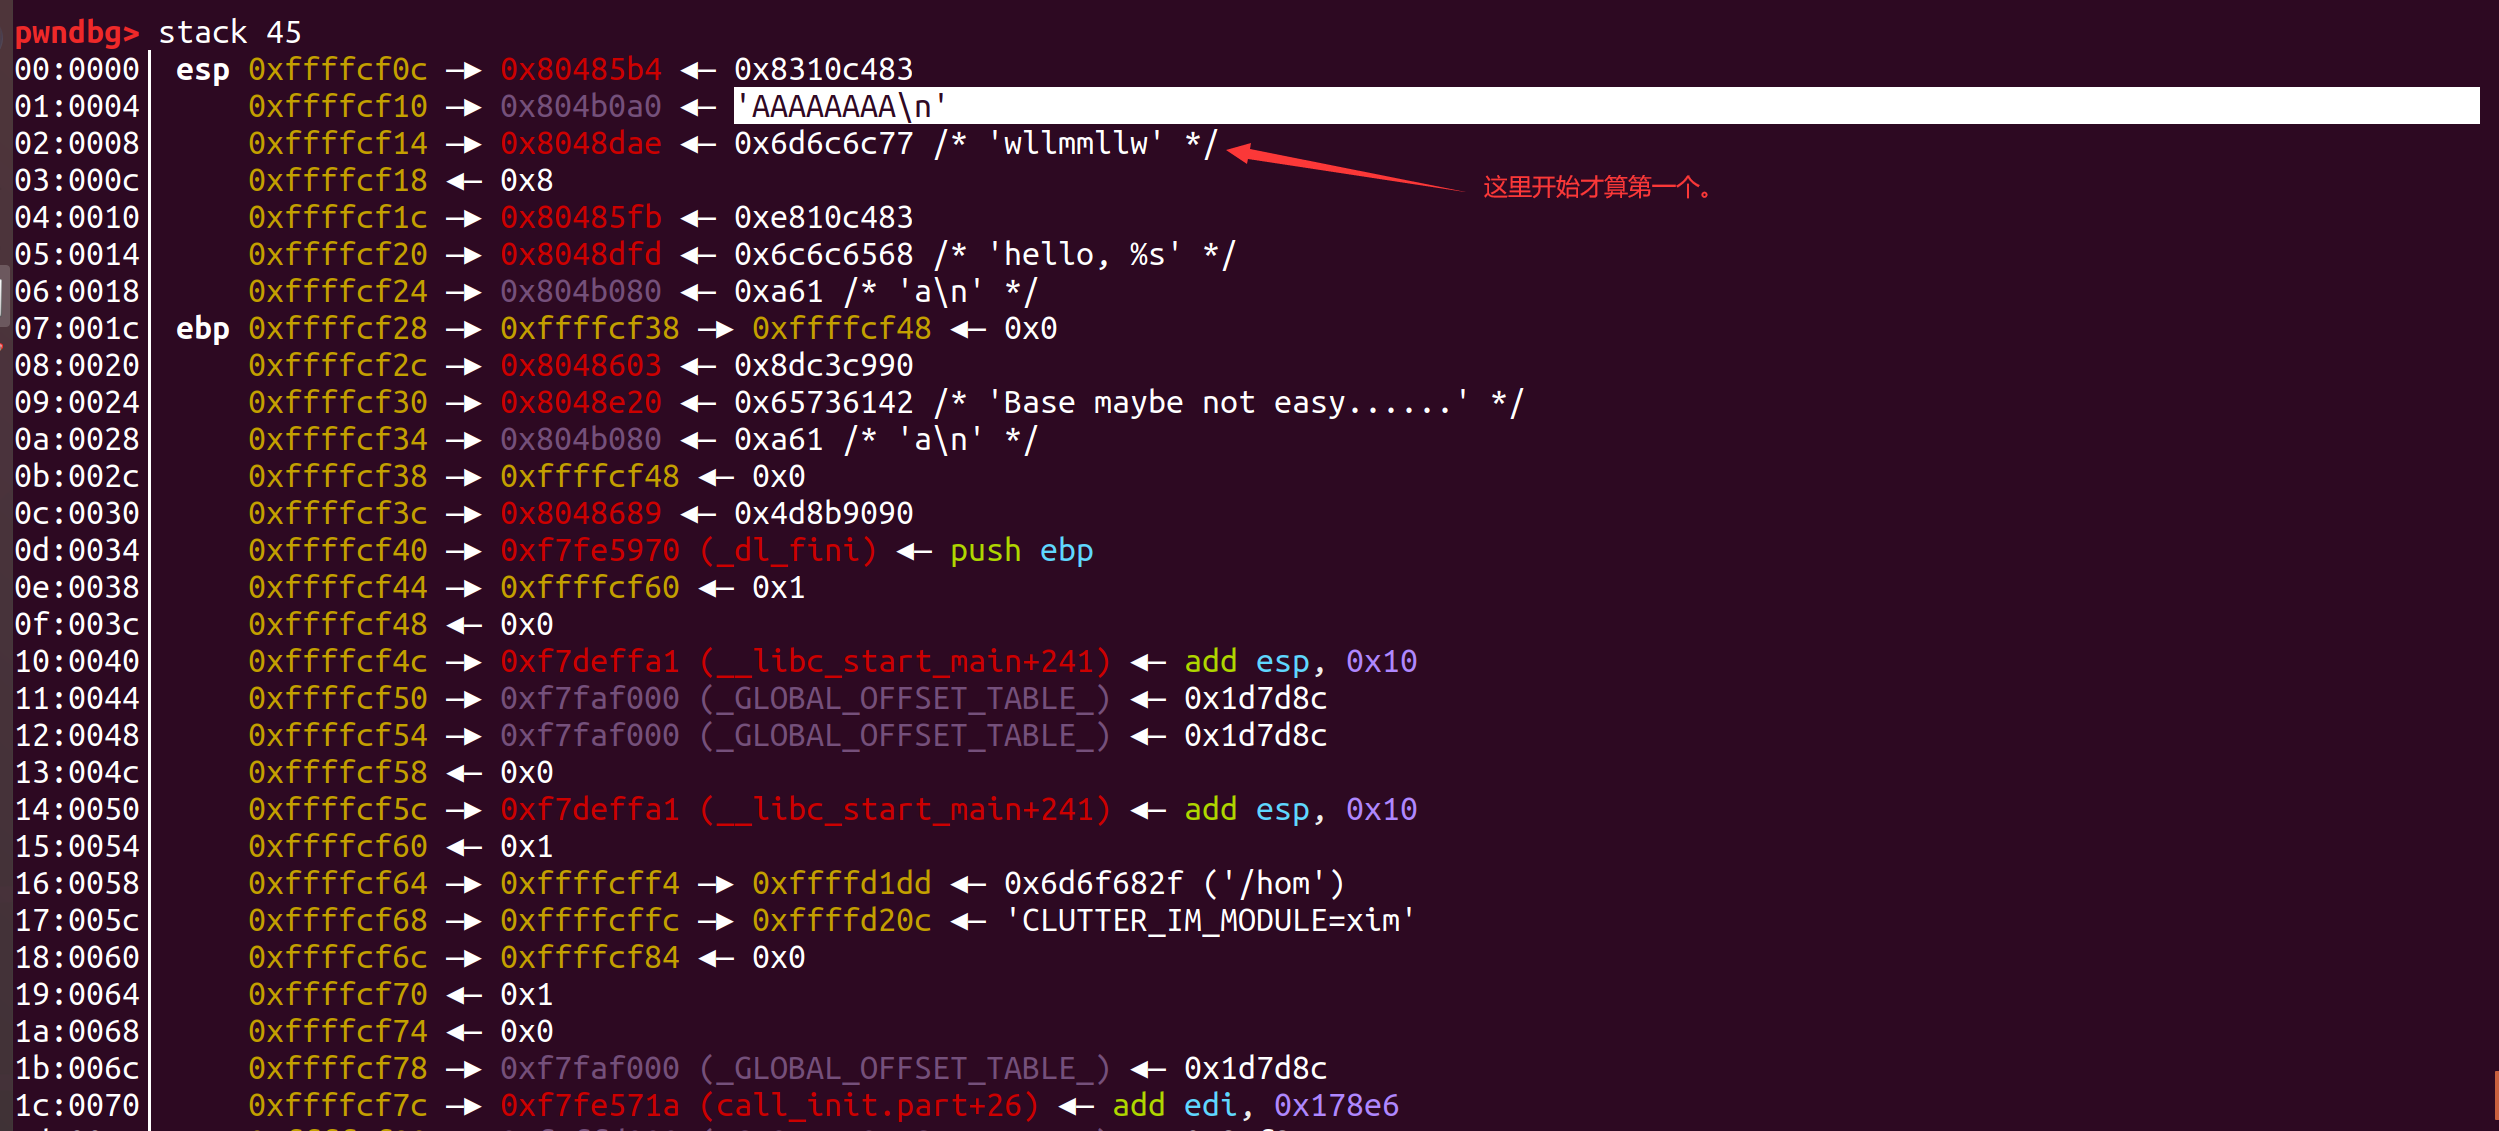 pwndbg> stack 45
00:0000│ esp 0xffffcf0c —▸ 0x80485b4 ◂— 0x8310c483
01:0004│     0xffffcf10 —▸ 0x804b0a0 ◂— 'AAAAAAAA\n'
02:0008│     0xffffcf14 —▸ 0x8048dae ◂— 0x6d6c6c77 /* 'wllmmllw' */
这里开始才算第一个。
03:000c│     0xffffcf18 ◂— 0x8
04:0010│     0xffffcf1c —▸ 0x80485fb ◂— 0xe810c483
05:0014│     0xffffcf20 —▸ 0x8048dfd ◂— 0x6c6c6568 /* 'hello, %s' */
06:0018│     0xffffcf24 —▸ 0x804b080 ◂— 0xa61 /* 'a\n' */
07:001c│ ebp 0xffffcf28 —▸ 0xffffcf38 —▸ 0xffffcf48 ◂— 0x0
08:0020│     0xffffcf2c —▸ 0x8048603 ◂— 0x8dc3c990
09:0024│     0xffffcf30 —▸ 0x8048e20 ◂— 0x65736142 /* 'Base maybe not easy......' */
0a:0028│     0xffffcf34 —▸ 0x804b080 ◂— 0xa61 /* 'a\n' */
0b:002c│     0xffffcf38 —▸ 0xffffcf48 ◂— 0x0
0c:0030│     0xffffcf3c —▸ 0x8048689 ◂— 0x4d8b9090
0d:0034│     0xffffcf40 —▸ 0xf7fe5970 (_dl_fini) ◂— push ebp
0e:0038│     0xffffcf44 —▸ 0xffffcf60 ◂— 0x1
0f:003c│     0xffffcf48 ◂— 0x0
10:0040│     0xffffcf4c —▸ 0xf7deffa1 (__libc_start_main+241) ◂— add esp, 0x10
11:0044│     0xffffcf50 —▸ 0xf7faf000 (_GLOBAL_OFFSET_TABLE_) ◂— 0x1d7d8c
12:0048│     0xffffcf54 —▸ 0xf7faf000 (_GLOBAL_OFFSET_TABLE_) ◂— 0x1d7d8c
13:004c│     0xffffcf58 ◂— 0x0
14:0050│     0xffffcf5c —▸ 0xf7deffa1 (__libc_start_main+241) ◂— add esp, 0x10
15:0054│     0xffffcf60 ◂— 0x1
16:0058│     0xffffcf64 —▸ 0xffffcff4 —▸ 0xffffd1dd ◂— 0x6d6f682f ('/hom')
17:005c│     0xffffcf68 —▸ 0xffffcffc —▸ 0xffffd20c ◂— 'CLUTTER_IM_MODULE=xim'
18:0060│     0xffffcf6c —▸ 0xffffcf84 ◂— 0x0
19:0064│     0xffffcf70 ◂— 0x1
1a:0068│     0xffffcf74 ◂— 0x0
1b:006c│     0xffffcf78 —▸ 0xf7faf000 (_GLOBAL_OFFSET_TABLE_) ◂— 0x1d7d8c
1c:0070│     0xffffcf7c —▸ 0xf7fe571a (call_init.part+26) ◂— add edi, 0x178e6